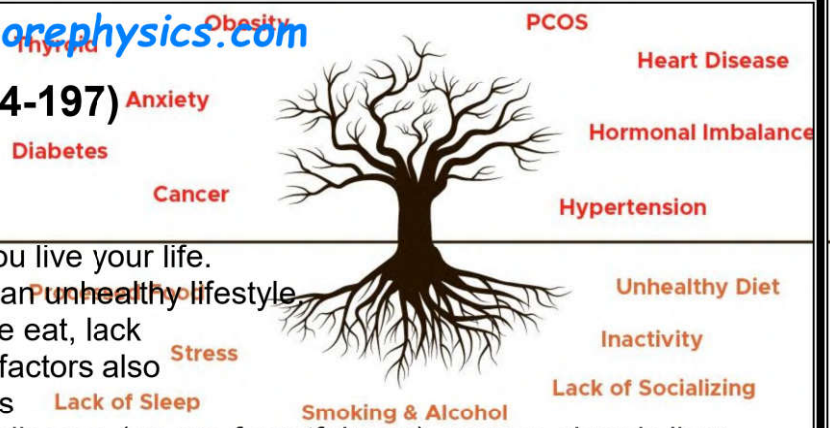 orephysics.com
Obesity
PCOS
Thyroid
Heart Disease
4-197)
Anxiety
Hormonal Imbalance
Diabetes
Cancer
Hypertension
ou live your life.
an unhealthy lifestyle,
Processed Food
Unhealthy Diet
e eat, lack
Inactivity
factors also
Stress
Lack of Socializing
s
Lack of Sleep
Smoking & Alcohol